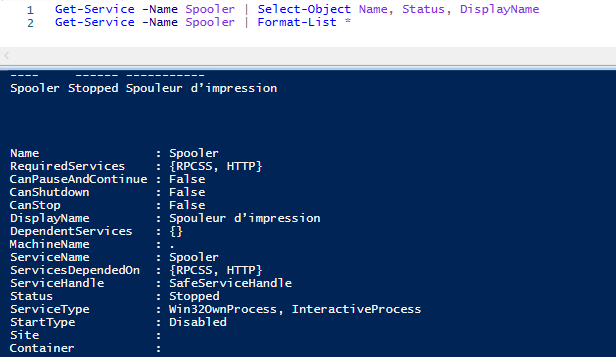 1 Get-Service -Name Spooler | Select-Object Name, Status, DisplayName
2 Get-Service -Name Spooler | Format-List *
---- ------ -----------
Spooler Stopped Spouleur d’impression
Name : Spooler
RequiredServices : {RPCSS, HTTP}
CanPauseAndContinue : False
CanShutdown : False
CanStop : False
DisplayName : Spouleur d’impression
DependentServices : {}
MachineName : .
ServiceName : Spooler
ServicesDependedOn : {RPCSS, HTTP}
ServiceHandle : SafeServiceHandle
Status : Stopped
ServiceType : Win32OwnProcess, InteractiveProcess
StartType : Disabled
Site :
Container :